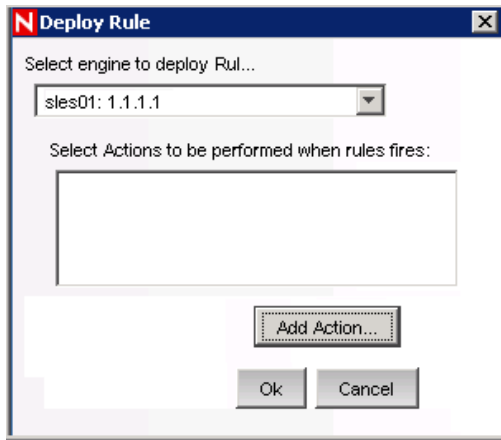 N Deploy Rule
Select engine to deploy Rul...
sles01: 1.1.1.1
Select Actions to be performed when rules fires:
Add Action...
Ok Cancel